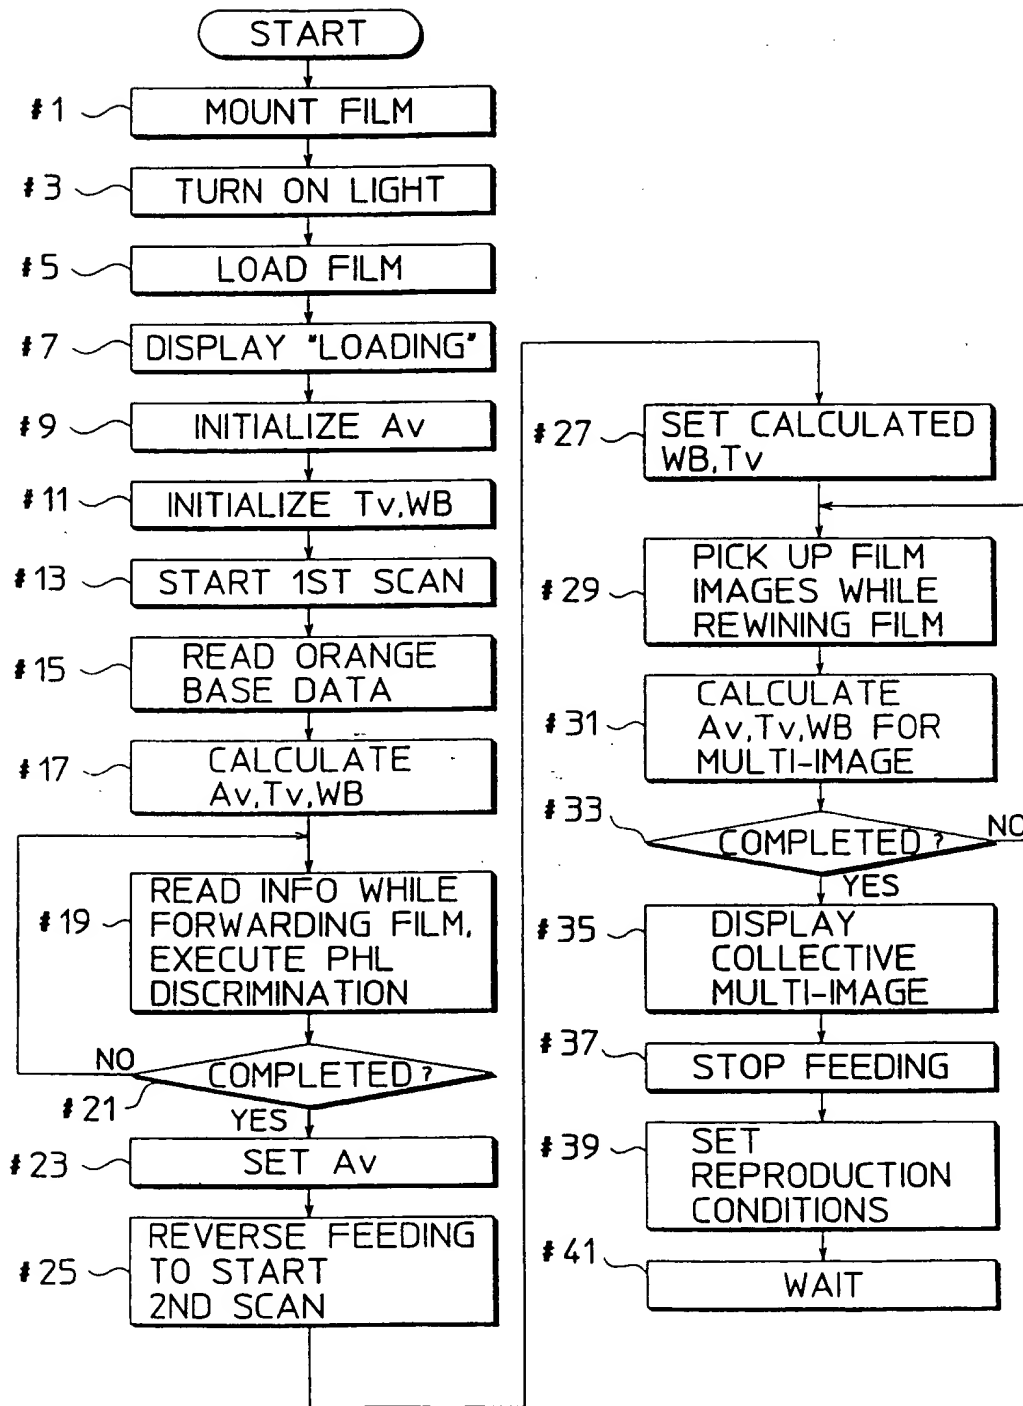 START
#1
MOUNT FILM
#3
TURN ON LIGHT
#5
LOAD FILM
#7
DISPLAY "LOADING"
#9
INITIALIZE Av
#11
INITIALIZE Tv,WB
#13
START 1ST SCAN
#15
READ ORANGE
BASE DATA
#17
CALCULATE
Av,Tv,WB
#19
READ INFO WHILE
FORWARDING FILM,
EXECUTE PHL
DISCRIMINATION
NO
COMPLETED?
#21
YES
#23
SET Av
#25
REVERSE FEEDING
TO START
2ND SCAN
#27
SET CALCULATED
WB,Tv
#29
PICK UP FILM
IMAGES WHILE
REWINING FILM
#31
CALCULATE
Av,Tv,WB FOR
MULTI-IMAGE
#33
COMPLETED?
NO
YES
#35
DISPLAY
COLLECTIVE
MULTI-IMAGE
#37
STOP FEEDING
#39
SET
REPRODUCTION
CONDITIONS
#41
WAIT